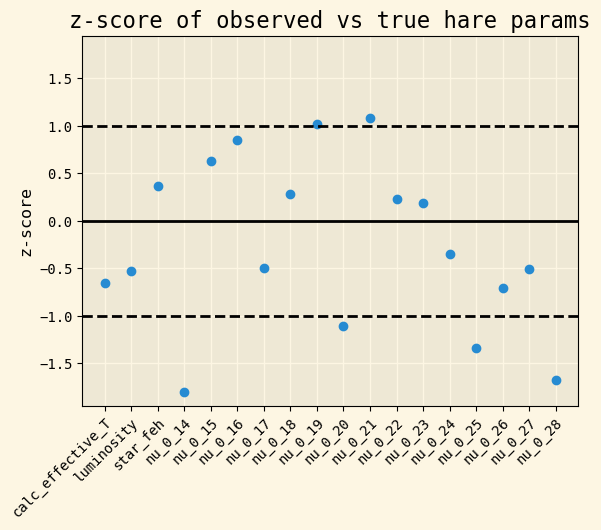 z-score of observed vs true hare params
z-score
1.5
1.0
0.5
0.0
−0.5
−1.0
−1.5
calc_effective_T
luminosity
star_feh
nu_0_14
nu_0_15
nu_0_16
nu_0_17
nu_0_18
nu_0_19
nu_0_20
nu_0_21
nu_0_22
nu_0_23
nu_0_24
nu_0_25
nu_0_26
nu_0_27
nu_0_28